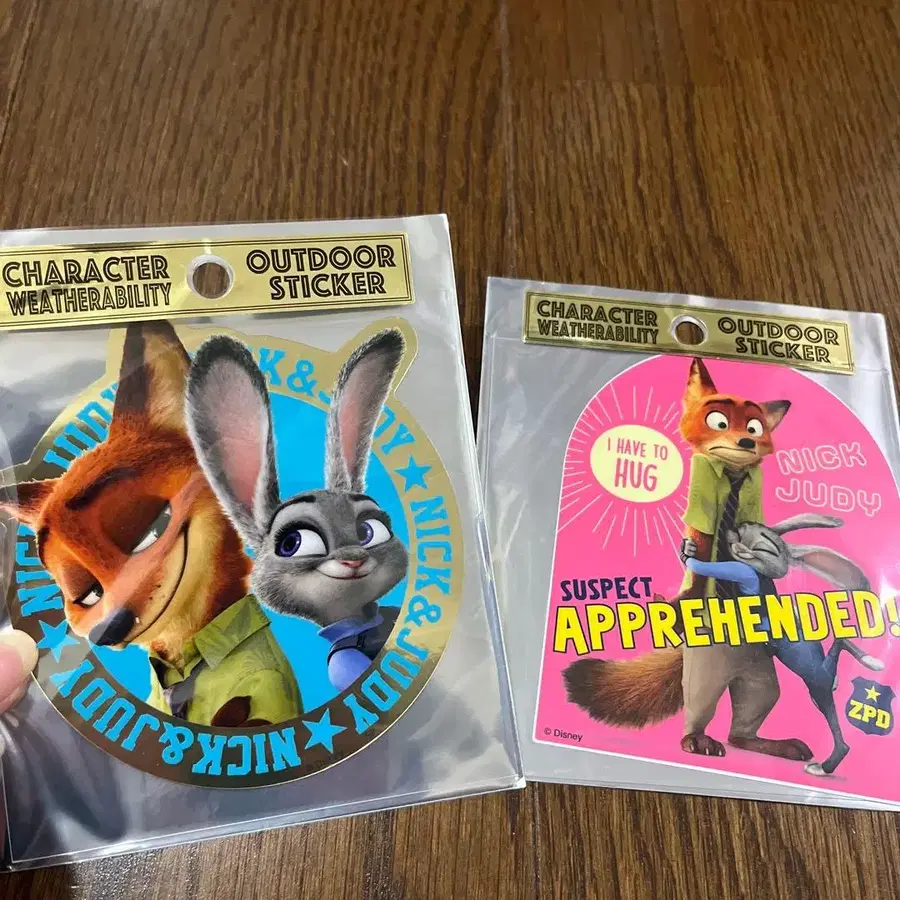 CHARACTER
WEATHERABILITY
OUTDOOR
STICKER
NICK & JUDY ★ NICK & JUDY ★ NICK & JUDY ★
CHARACTER
WEATHERABILITY
OUTDOOR
STICKER
I HAVE TO
HUG
NICK
JUDY
SUSPECT
APPREHENDED!
ZPD
© Disney